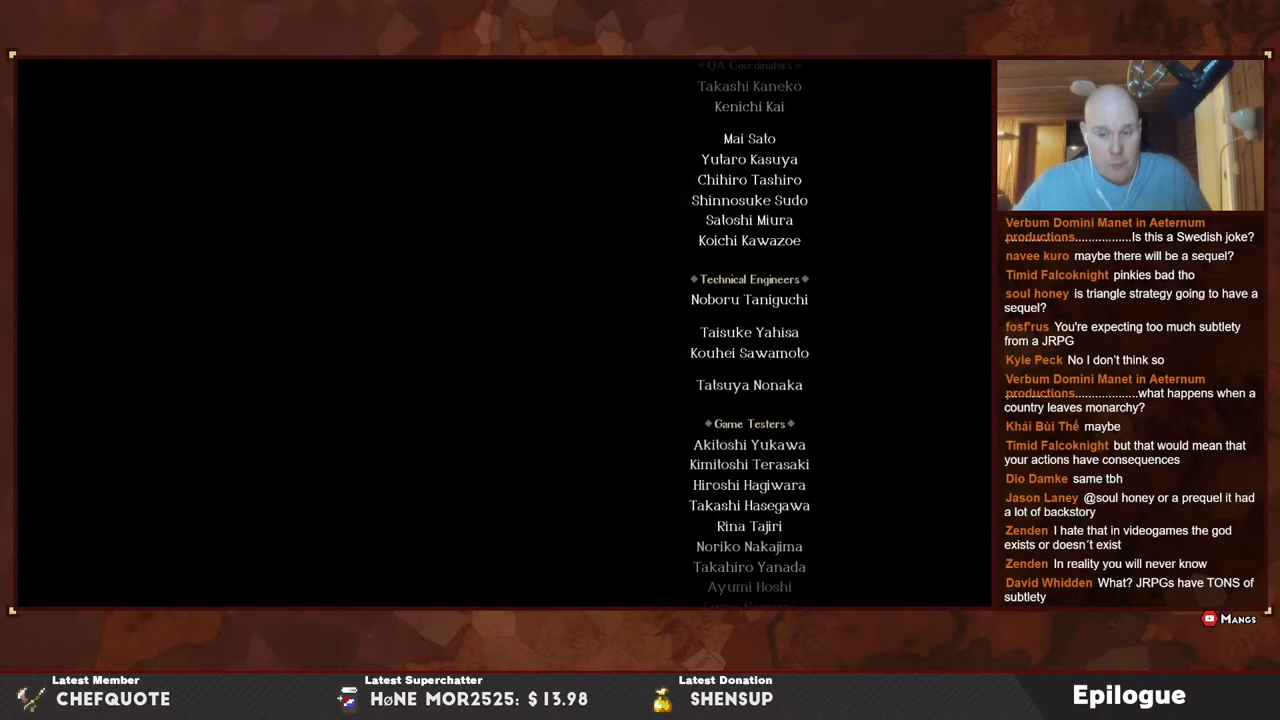 QA Coordinators
Takashi Kaneko
Kenichi Kai
Mai Sato
Yutaro Kasuya
Chihiro Tashiro
Shinnosuke Sudo
Satoshi Miura
Koichi Kawazoe
Technical Engineers
Noboru Taniguchi
Taisuke Yahisa
Kouhei Sawamoto
Tatsuya Nonaka
Game Testers
Akitoshi Yukawa
Kimitoshi Terasaki
Hiroshi Hagiwara
Takashi Hasegawa
Rina Tajiri
Noriko Nakajima
Takahiro Yanada
Ayumi Hoshi
Verbum Domini Manet in Aeternum
productions..................Is this a Swedish joke?
navee kuro maybe there will be a sequel?
Timid Falcoknight pinkies bad tho
soul honey is triangle strategy going to have a
sequel?
fosf'rus You're expecting too much subtlety
from a JRPG
Kyle Peck No I don't think so
Verbum Domini Manet in Aeternum
productions...................what happens when a
country leaves monarchy?
Khái Bùi Thế maybe
Timid Falcoknight but that would mean that
your actions have consequences
Dio Damke same tbh
Jason Laney @soul honey or a prequel it had
a lot of backstory
Zenden I hate that in videogames the god
exists or doesn´t exist
Zenden In reality you will never know
David Whidden What? JRPGs have TONS of
subtlety
Mangs
Latest Member
CHEFQUOTE
Latest Superchatter
HØNE MOR2525: $13.98
Latest Donation
SHENSUP
Epilogue